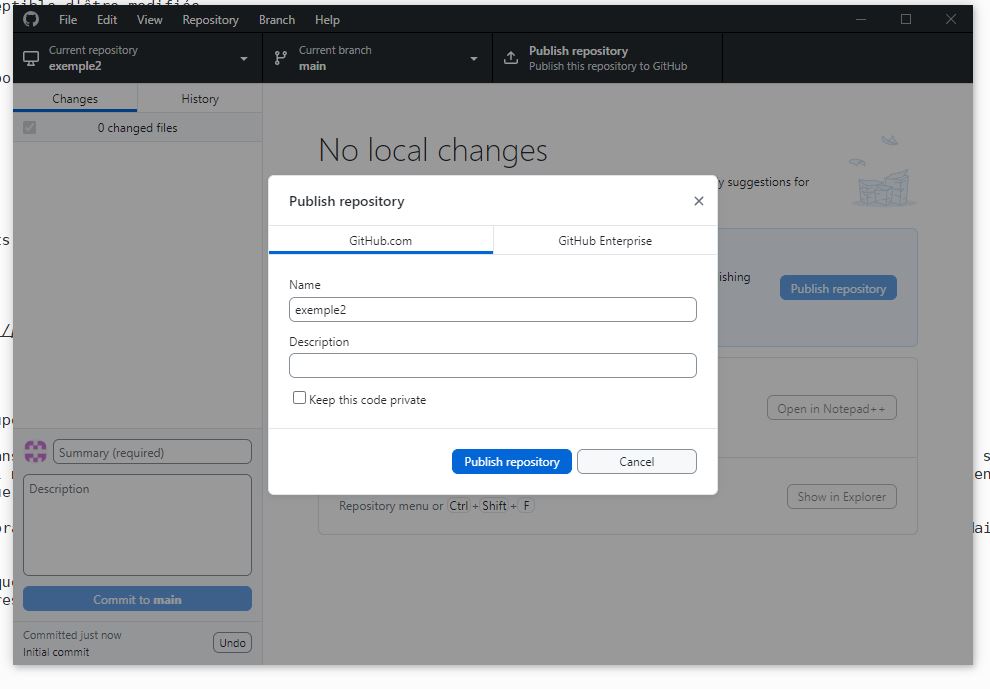 eptible d'être modifiée
File Edit View Repository Branch Help
Current repository
exemple2
Current branch
main
Publish repository
Publish this repository to GitHub
Changes History
0 changed files
No local changes
y suggestions for
Publish repository
GitHub.com GitHub Enterprise
ishing
Publish repository
Name
exemple2
Description
Keep this code private
Open in Notepad++
Publish repository Cancel
Show in Explorer
Repository menu or Ctrl + Shift + F
Summary (required)
Description
Commit to main
Committed just now
Initial commit
Undo